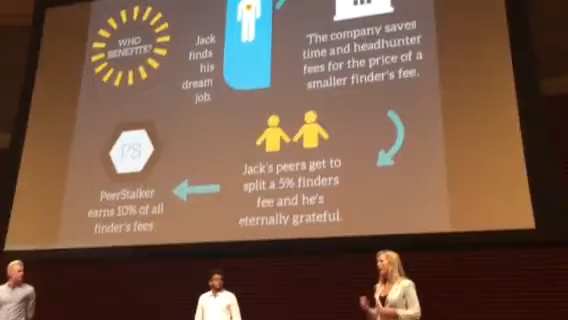 WHO
BENEFITS?
Jack
finds
his
dream
job.
The company saves
time and headhunter
fees for the price of a
smaller finder's fee.
Jack's peers get to
split a 5% finders
fee and he's
eternally grateful.
PS
PeerStalker
earns 10% of all
finder's fees